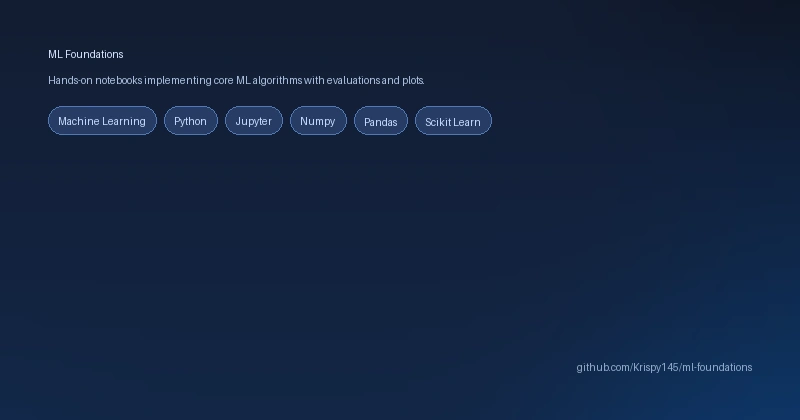 ML Foundations
Hands-on notebooks implementing core ML algorithms with evaluations and plots.
Machine Learning Python Jupyter Numpy Pandas Scikit Learn
github.com/Krispy145/ml-foundations